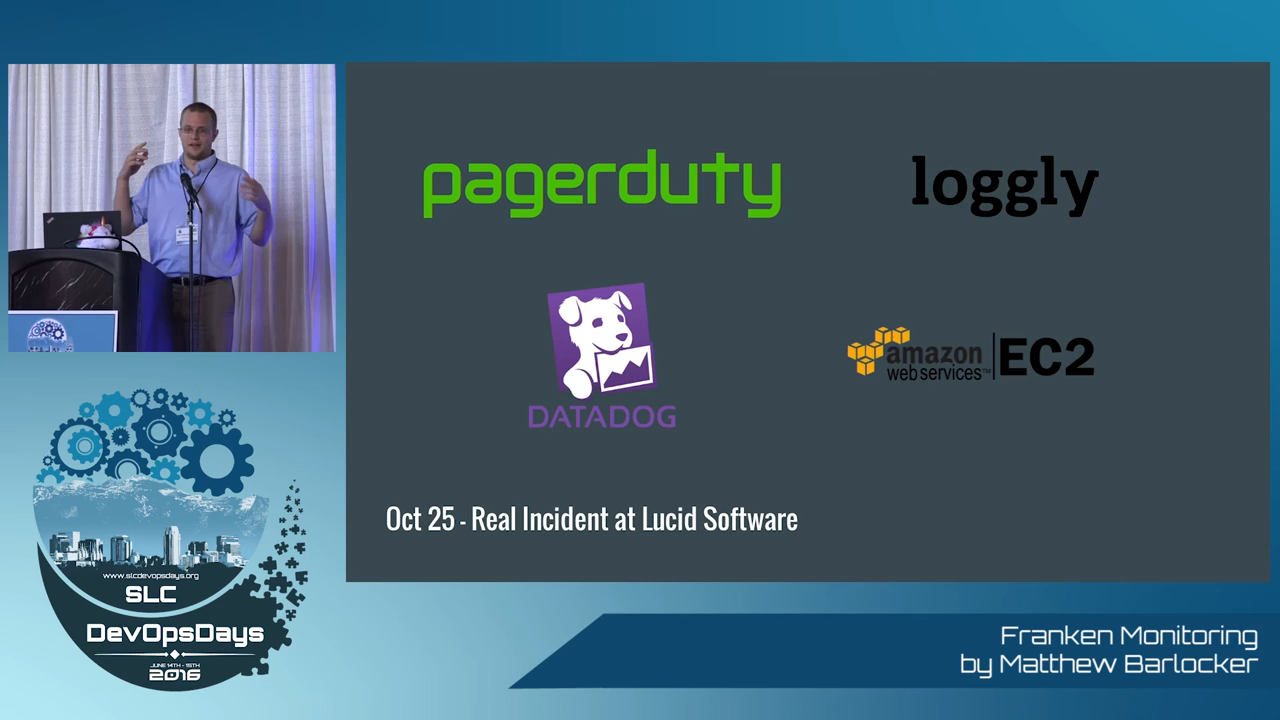 pagerduty
loggly
DATADOG
amazon
web services™
EC2
Oct 25 - Real Incident at Lucid Software
www.slcdevopsdays.org
SLC
DevOpsDays
JUNE 14TH - 15TH
2016
Franken Monitoring
by Matthew Barlocker